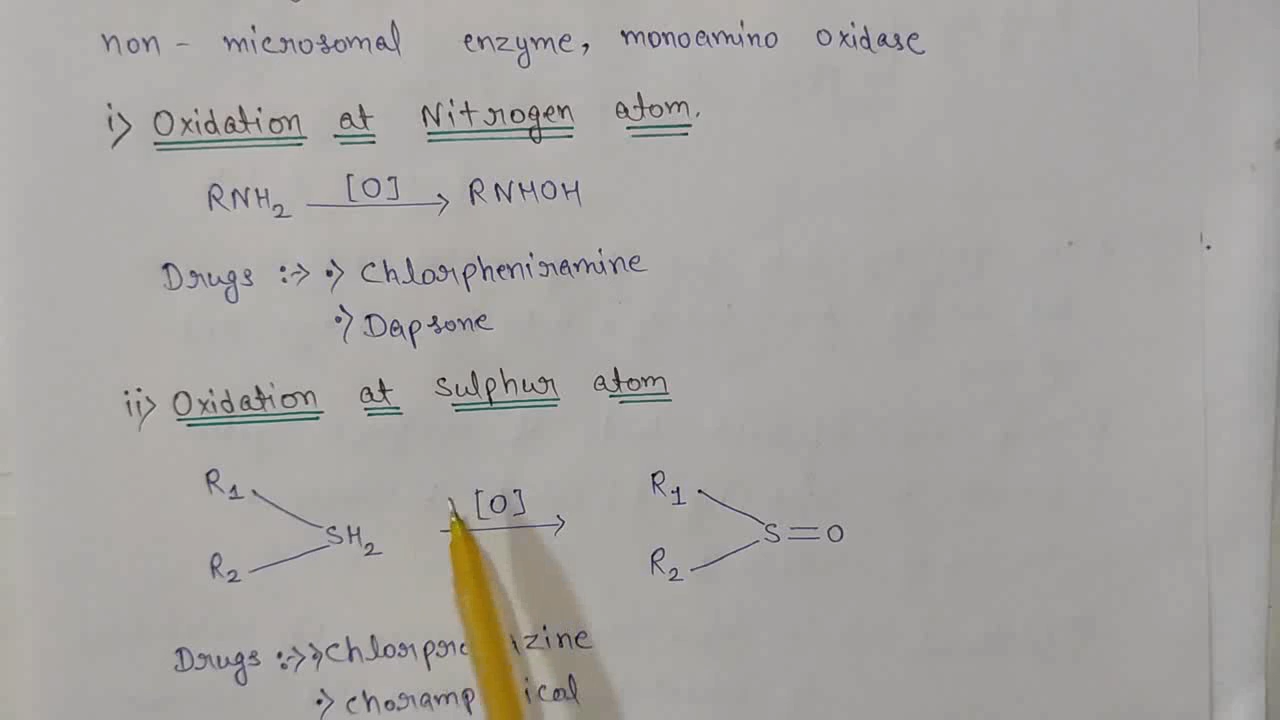 non - microsomal enzyme, monoamino oxidase
i) Oxidation at Nitrogen atom.
RNH2 [O] → RNHOH
Drugs :→ •) Chlorpheniramine
•) Dapsone
ii) Oxidation at Sulphur atom
R1 R1
SH2 [O] → S=O
R2 R2
Drugs :→